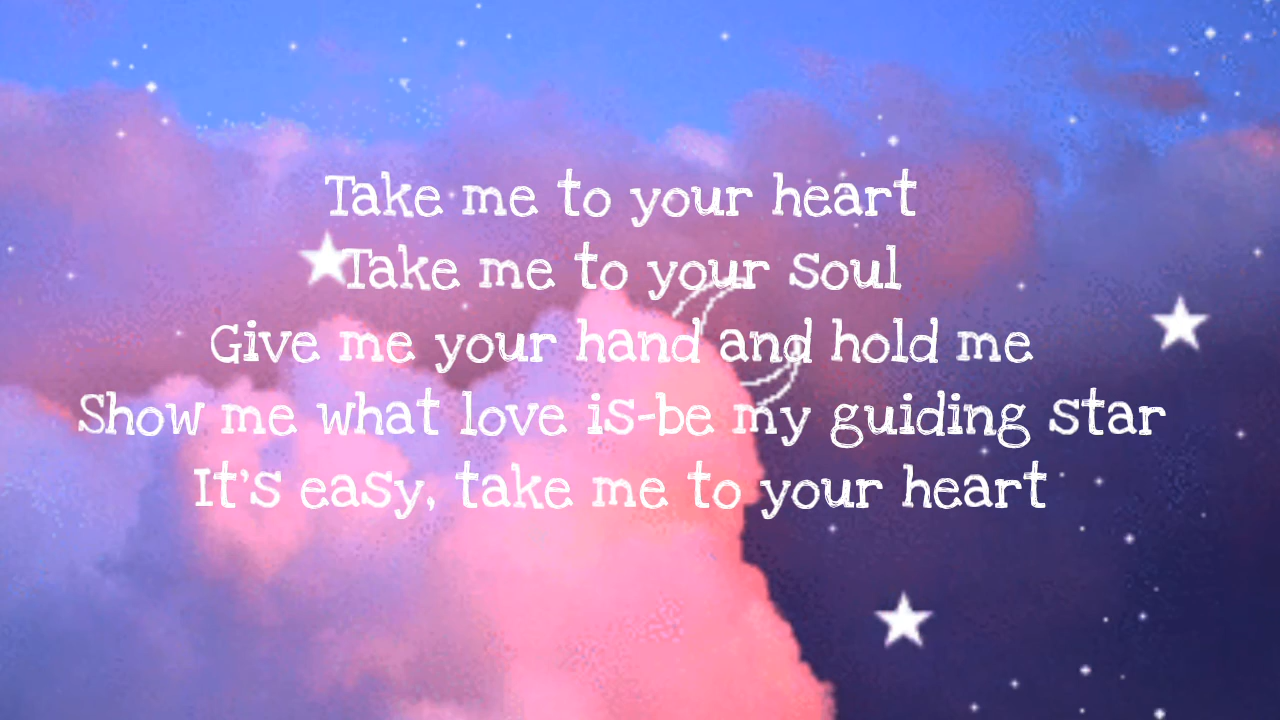 Take me to your heart
Take me to your soul
Give me your hand and hold me
Show me what love is-be my guiding star
It's easy, take me to your heart